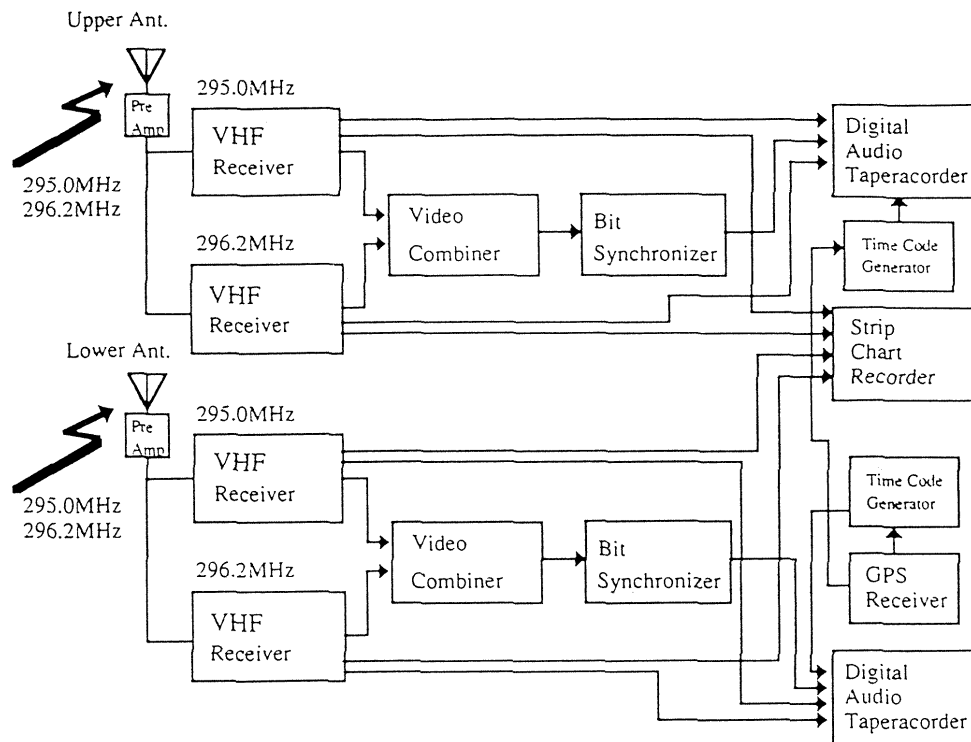 Upper Ant.
Pre
Amp
295.0MHz
296.2MHz
295.0MHz
VHF
Receiver
296.2MHz
VHF
Receiver
Video
Combiner
Bit
Synchronizer
Digital
Audio
Taperacorder
Time Code
Generator
Strip
Chart
Recorder
Lower Ant.
Pre
Amp
295.0MHz
296.2MHz
295.0MHz
VHF
Receiver
296.2MHz
VHF
Receiver
Video
Combiner
Bit
Synchronizer
Time Code
Generator
GPS
Receiver
Digital
Audio
Taperacorder